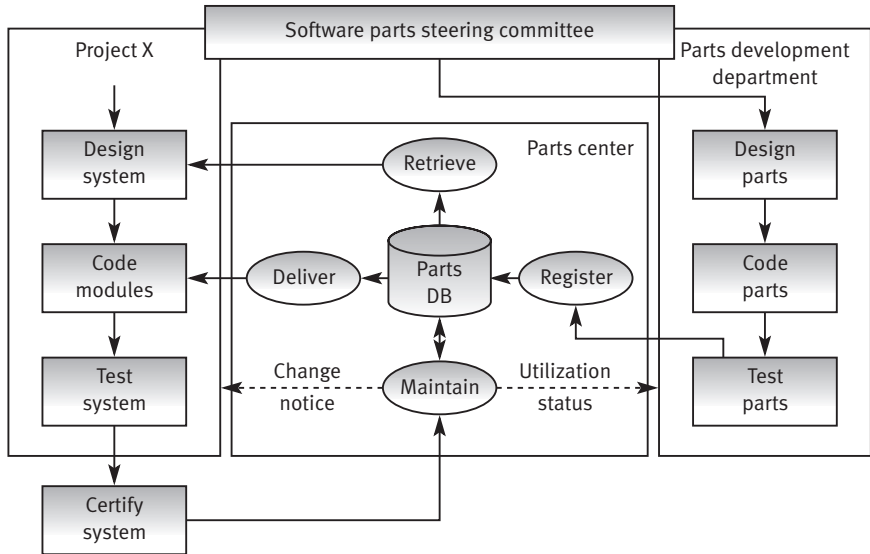 Software parts steering committee
Project X
Parts development
department
Design
system
Retrieve
Parts center
Design
parts
Code
modules
Deliver
Parts
DB
Register
Code
parts
Test
system
Change
notice
Maintain
Utilization
status
Test
parts
Certify
system